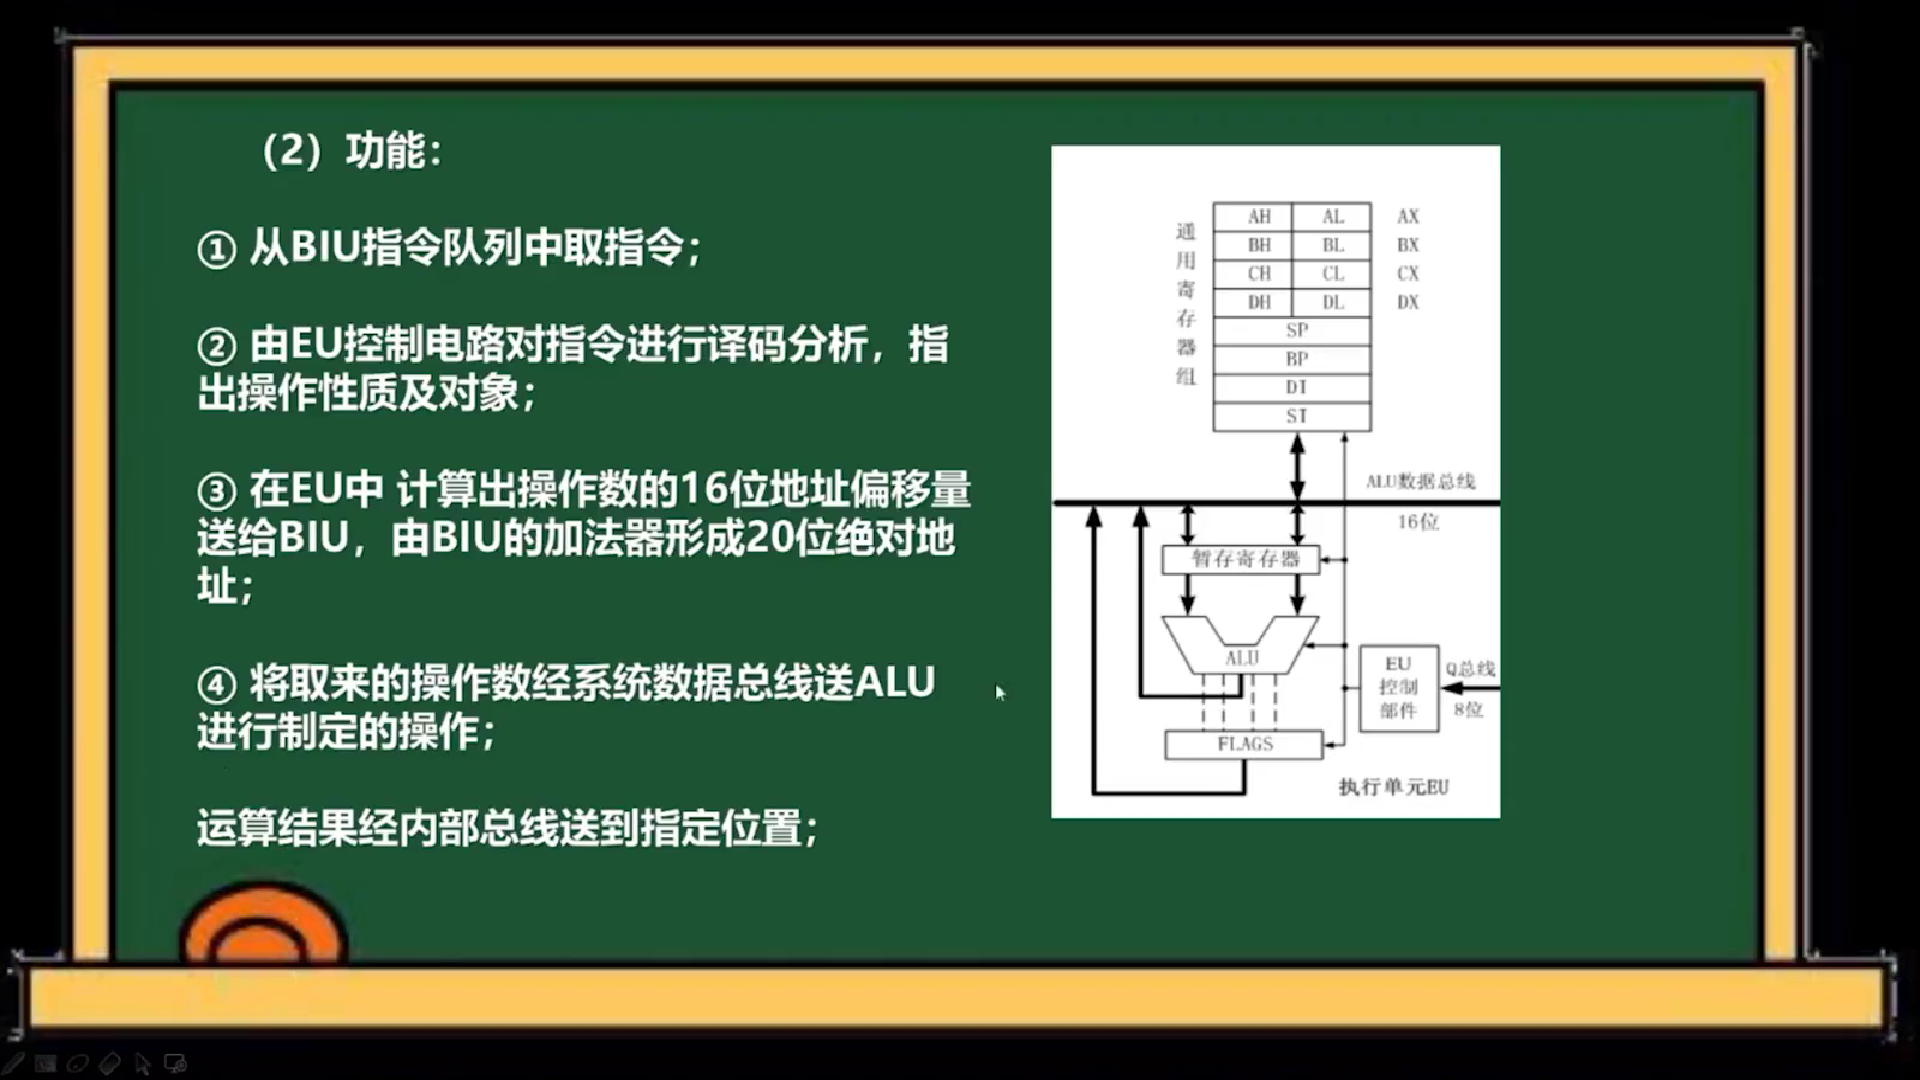 （2）功能：
① 从BIU指令队列中取指令；
② 由EU控制电路对指令进行译码分析，指
出操作性质及对象；
③ 在EU中 计算出操作数的16位地址偏移量
送给BIU，由BIU的加法器形成20位绝对地
址；
④ 将取来的操作数经系统数据总线送ALU
进行制定的操作；
运算结果经内部总线送到指定位置；
通用寄存器组
AH AL AX
BH BL BX
CH CL CX
DH DL DX
SP
BP
DI
SI
ALU数据总线
16位
暂存寄存器
ALU
EU
控制
部件
Q总线
8位
FLAGS
执行单元EU